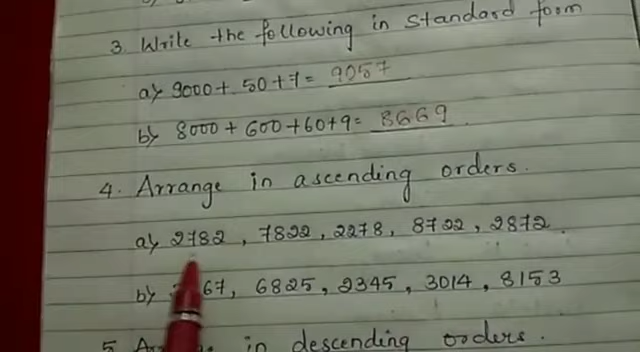 3. Write the following in standard form
a) 9000+ 50+7= 9057
b) 8000+600+60+9= 8669
4. Arrange in ascending orders.
a) 2782, 7822, 2278, 8722, 2872.
b) 67, 6825, 2345, 3014, 8153
5. in descending orders.